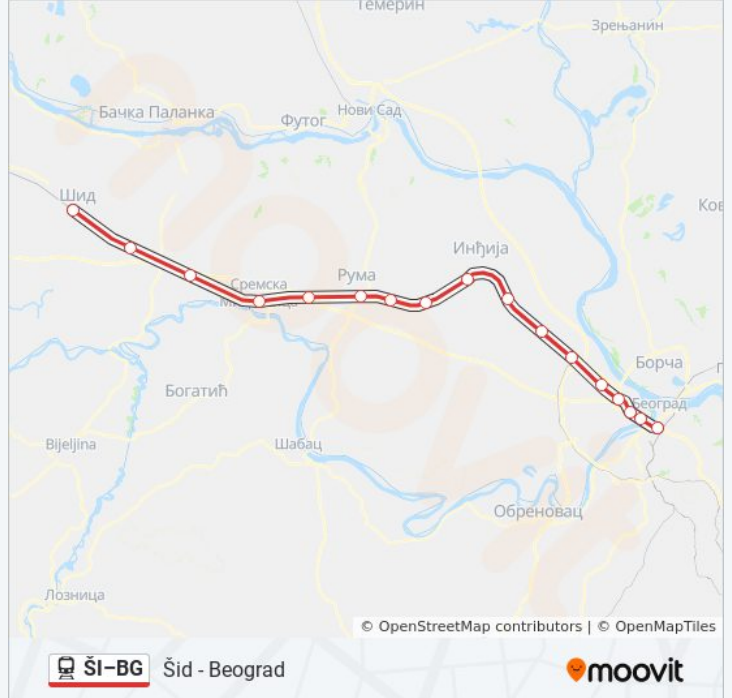 Темерин
Зрењанин
Бачка Паланка
Нови Сад
Футог
Шид
Ков
Инђија
Рума
Сремска
Борча
Богатић
Београд
Bijeljina
Шабац
Обреновац
Лозница
© OpenStreetMap contributors | © OpenMapTiles
ŠI–BG Šid - Beograd
moovit